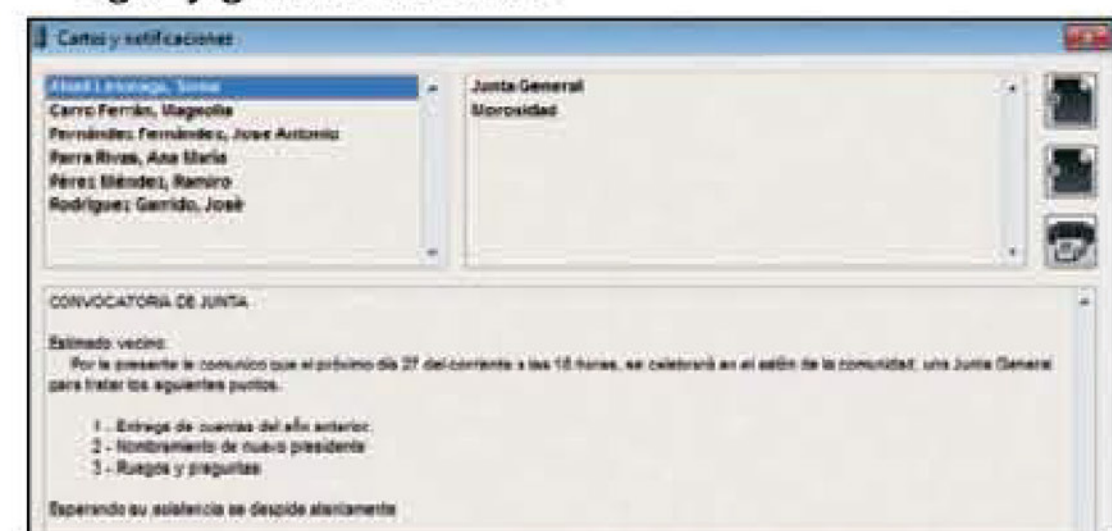 Cartas y notificaciones
Carro Ferrán, Magnolia
Fernández Fernández, Jose Antonio
Parra Rivas, Ana María
Pérez Méndez, Ramiro
Rodríguez Garrido, José
Junta General
Morosidad
CONVOCATORIA DE JUNTA
Estimado vecino
Por la presente le comunico que el próximo día 27 del corriente a las horas, se celebrará en el salón de la comunidad, una Junta General
para tratar los siguientes puntos.
1 - Entrega de cuentas del año anterior.
2 - Nombramiento de nuevo presidente
3 - Ruegos y preguntas
Esperando su asistencia se despide atentamente